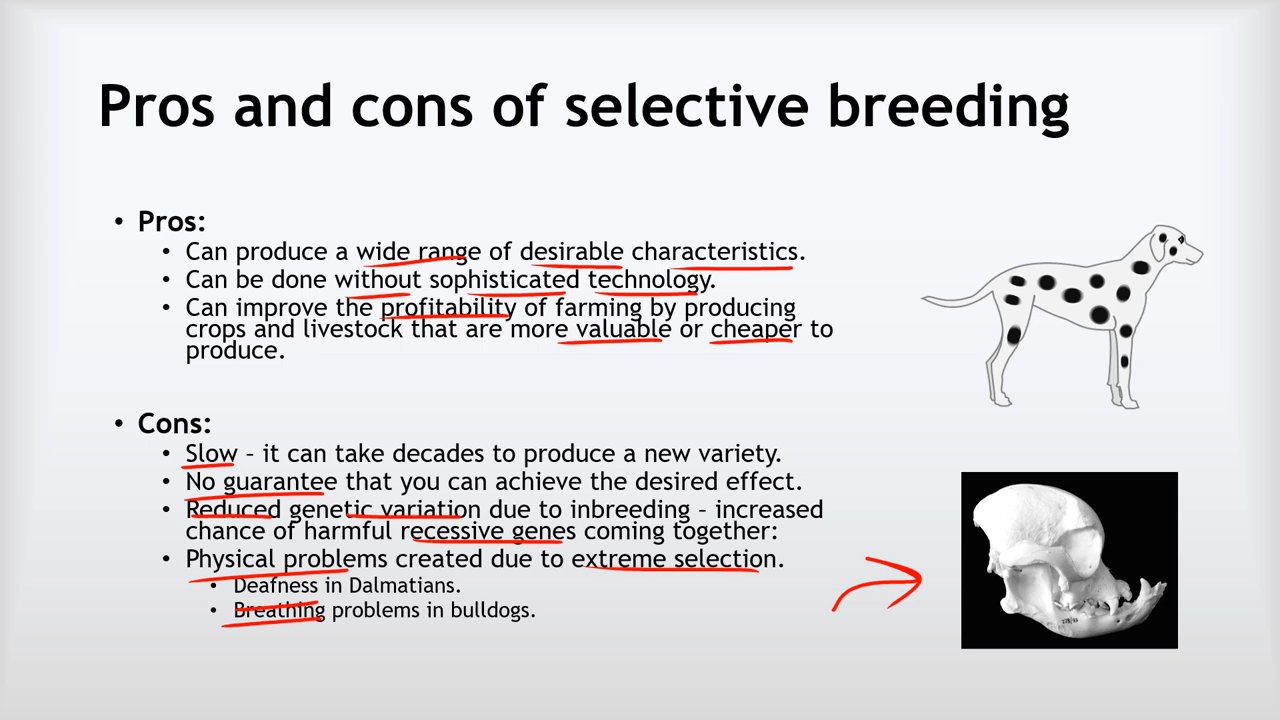 Pros and cons of selective breeding
• Pros:
• Can produce a wide range of desirable characteristics.
• Can be done without sophisticated technology.
• Can improve the profitability of farming by producing
crops and livestock that are more valuable or cheaper to
produce.
• Cons:
• Slow – it can take decades to produce a new variety.
• No guarantee that you can achieve the desired effect.
• Reduced genetic variation due to inbreeding – increased
chance of harmful recessive genes coming together:
• Physical problems created due to extreme selection.
• Deafness in Dalmatians.
• Breathing problems in bulldogs.